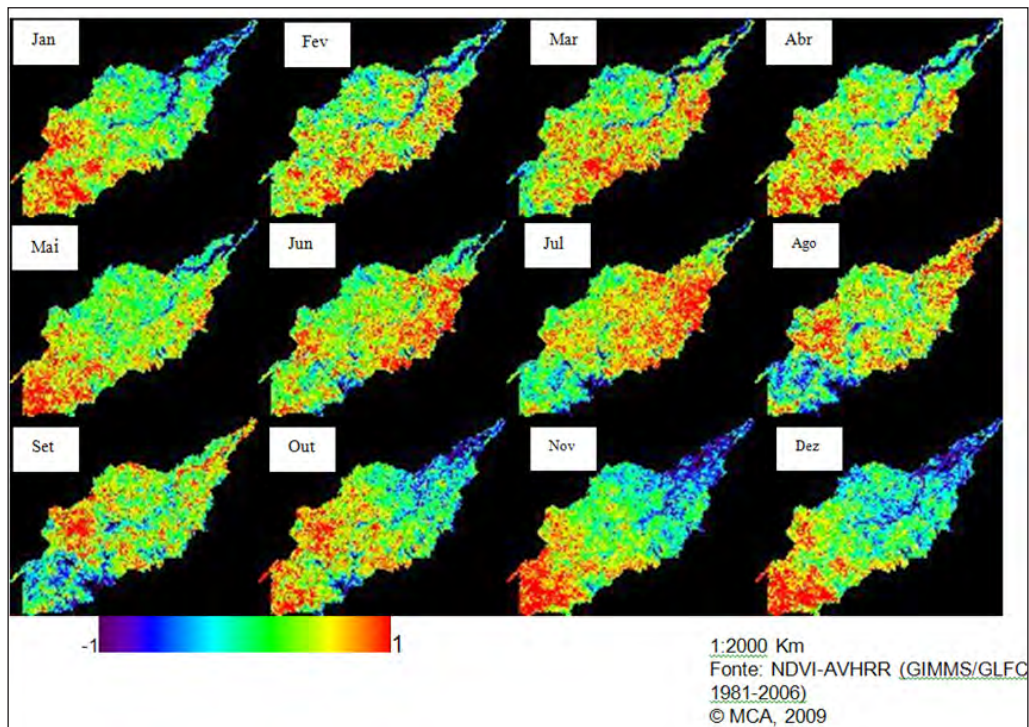 Jan
Fev
Mar
Abr
Mai
Jun
Jul
Ago
Set
Out
Nov
Dez
-1
1
1:2000 Km
Fonte: NDVI-AVHRR (GIMMS/GLFC
1981-2006)
© MCA, 2009